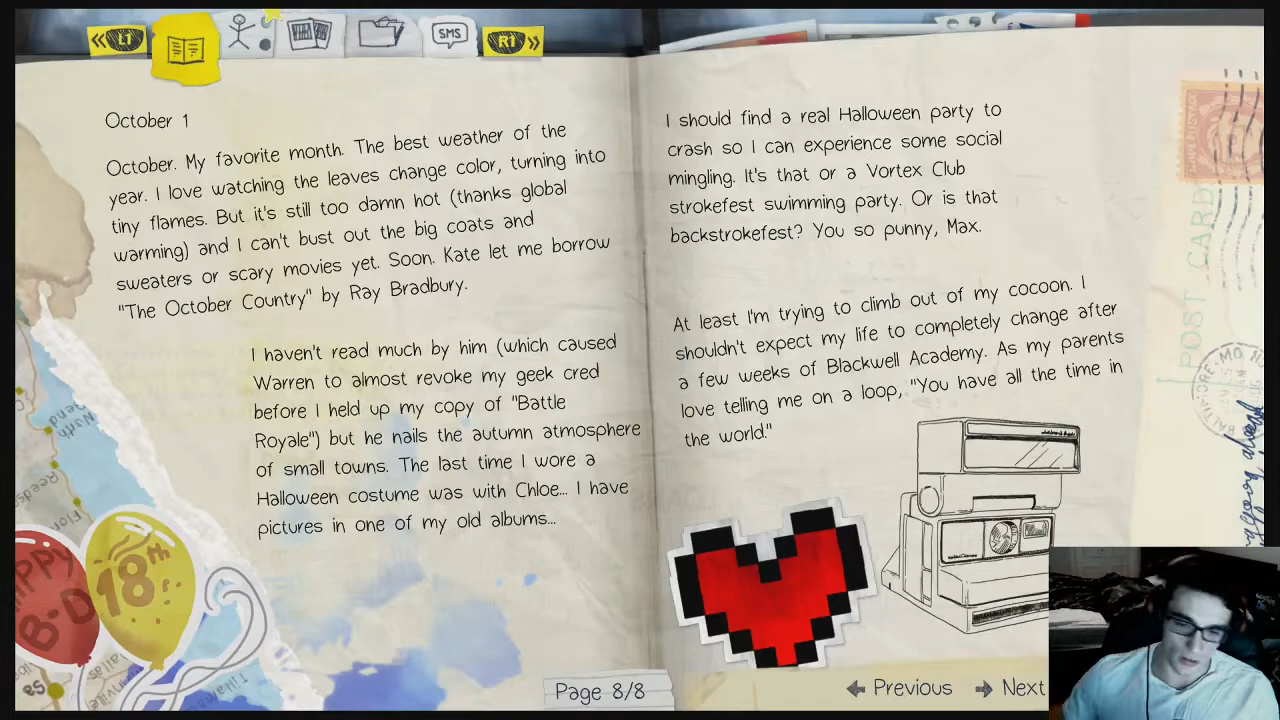 LT
SMS
R1
October 1
October. My favorite month. The best weather of the
year. I love watching the leaves change color, turning into
tiny flames. But it's still too damn hot (thanks global
warming) and I can't bust out the big coats and
sweaters or scary movies yet. Soon. Kate let me borrow
"The October Country" by Ray Bradbury.
I haven't read much by him (which caused
Warren to almost revoke my geek cred
before I held up my copy of "Battle
Royale") but he nails the autumn atmosphere
of small towns. The last time I wore a
Halloween costume was with Chloe... I have
pictures in one of my old albums...
HAPPY
B-D
18th
Page 8/8
I should find a real Halloween party to
crash so I can experience some social
mingling. It's that or a Vortex Club
strokefest swimming party. Or is that
backstrokefest? You so punny, Max.
At least I'm trying to climb out of my cocoon. I
shouldn't expect my life to completely change after
a few weeks of Blackwell Academy. As my parents
love telling me on a loop, "You have all the time in
the world."
POST CARD
Previous
Next